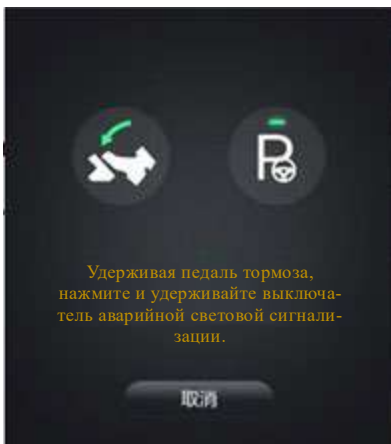 P
Удерживая педаль тормоза,
нажмите и удерживайте выключа-
тель аварийной световой сигнали-
зации.
取消